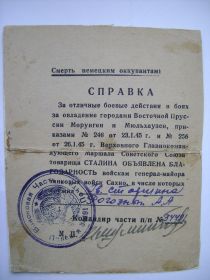 Смерть немецким оккупантам!
СПРАВКА
За отличные боевые действия в боях
за овладение городами Восточной Прус-
сии Морунген и Мюльхаузен, при-
казами № 246 от 23.1.45 г и № 256
от 26.1.45 г. Верховного Главнокоман-
дующего Маршала Советского Союза
товарища СТАЛИНА ОБЪЯВЛЕНА БЛА-
ГОДАРНОСТЬ войскам генерал-майора
танковых войск Сахно, в числе которых
Командир части п/п №
М.П.